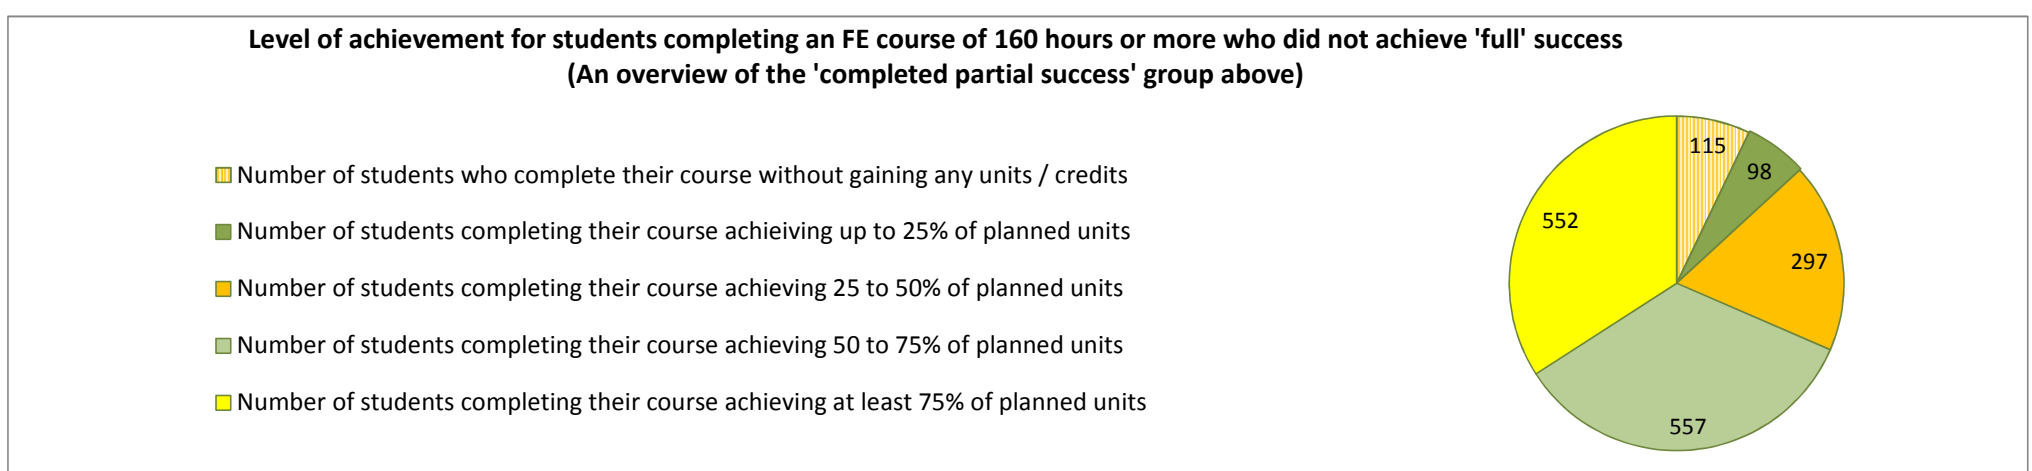 Level of achievement for students completing an FE course of 160 hours or more who did not achieve 'full' success
(An overview of the 'completed partial success' group above)
Number of students who complete their course without gaining any units / credits
Number of students completing their course achieiving up to 25% of planned units
Number of students completing their course achieving 25 to 50% of planned units
Number of students completing their course achieving 50 to 75% of planned units
Number of students completing their course achieving at least 75% of planned units
115
98
297
557
552